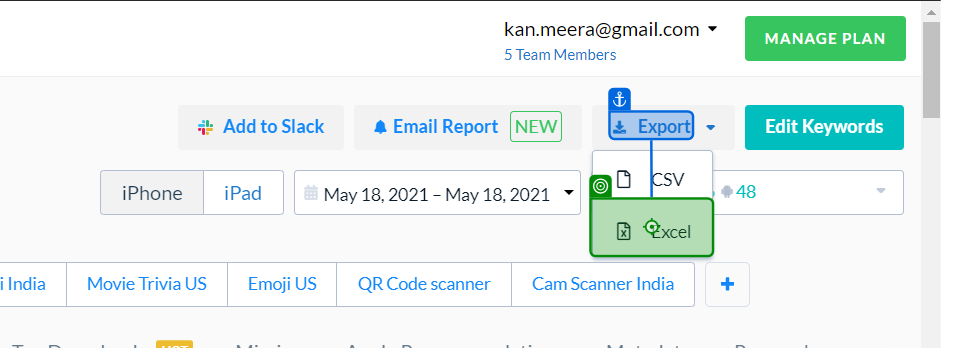 kan.meera@gmail.com
MANAGE PLAN
5 Team Members
Add to Slack
Email Report NEW
Export
Edit Keywords
iPhone
iPad
May 18, 2021 – May 18, 2021
CSV
48
Excel
i India
Movie Trivia US
Emoji US
QR Code scanner
Cam Scanner India
+